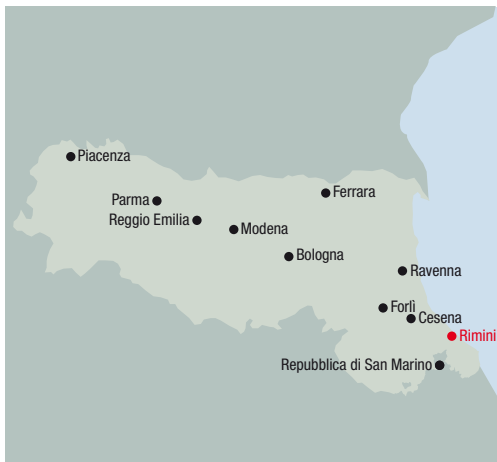 Piacenza
Parma
Ferrara
Reggio Emilia
Modena
Bologna
Ravenna
Forlì
Cesena
Rimini
Repubblica di San Marino